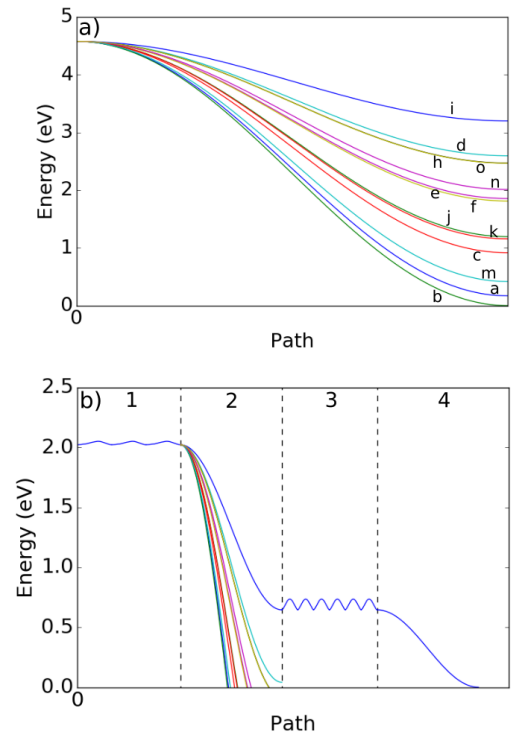 a)
5
4
3
2
1
0
Energy (eV)
i
d
h o
n
e f
j k
c
m
a
b
0
Path
b)
1 2 3 4
2.5
2.0
1.5
1.0
0.5
0.0
Energy (eV)
0
Path